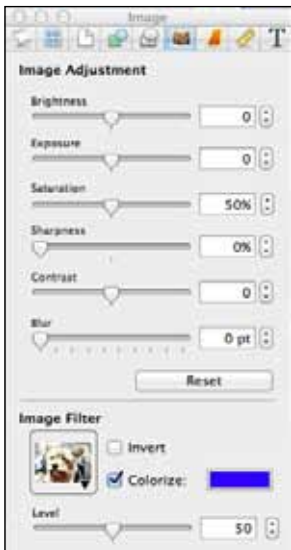 Image
T
Image Adjustment
Brightness
0
Exposure
0
Saturation
50%
Sharpness
0%
Contrast
0
Blur
0 pt
Reset
Image Filter
Invert
Colorize:
Level
50